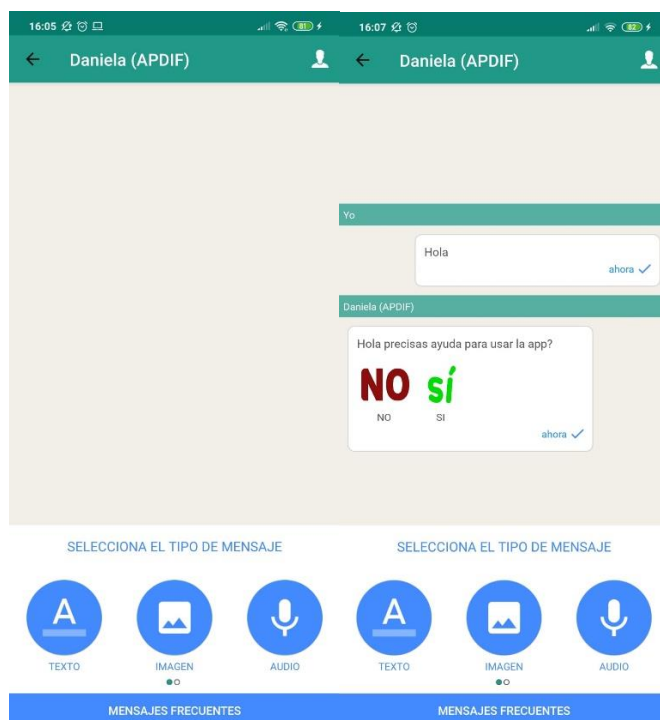 16:05
81
Daniela (APDIF)
SELECCIONA EL TIPO DE MENSAJE
A
TEXTO
IMAGEN
AUDIO
MENSAJES FRECUENTES
16:07
82
Daniela (APDIF)
Yo
Hola
ahora
Daniela (APDIF)
Hola precisas ayuda para usar la app?
NO sí
NO SI
ahora
SELECCIONA EL TIPO DE MENSAJE
A
TEXTO
IMAGEN
AUDIO
MENSAJES FRECUENTES